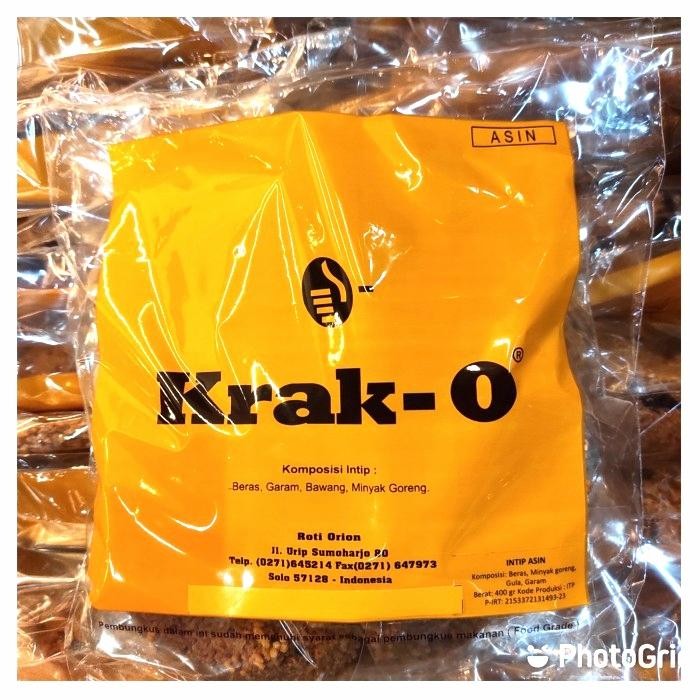 ASIN
Krak-O®
Komposisi Intip :
Beras, Garam, Bawang, Minyak Goreng.
Roti Orion
Jl. Urip Sumoharjo 80
Telp. (0271)645214 Fax(0271) 647973
Solo 57128 - Indonesia
INTIP ASIN
Komposisi: Beras, Minyak goreng,
Gula, Garam
Berat: 400 gr Kode Produksi : ITP
P-IRT: 2153372131493-23
Pembungkus dalam ini sudah memenuhi syarat sebagai pembungkus makanan ( Food Grade )
PhotoGri